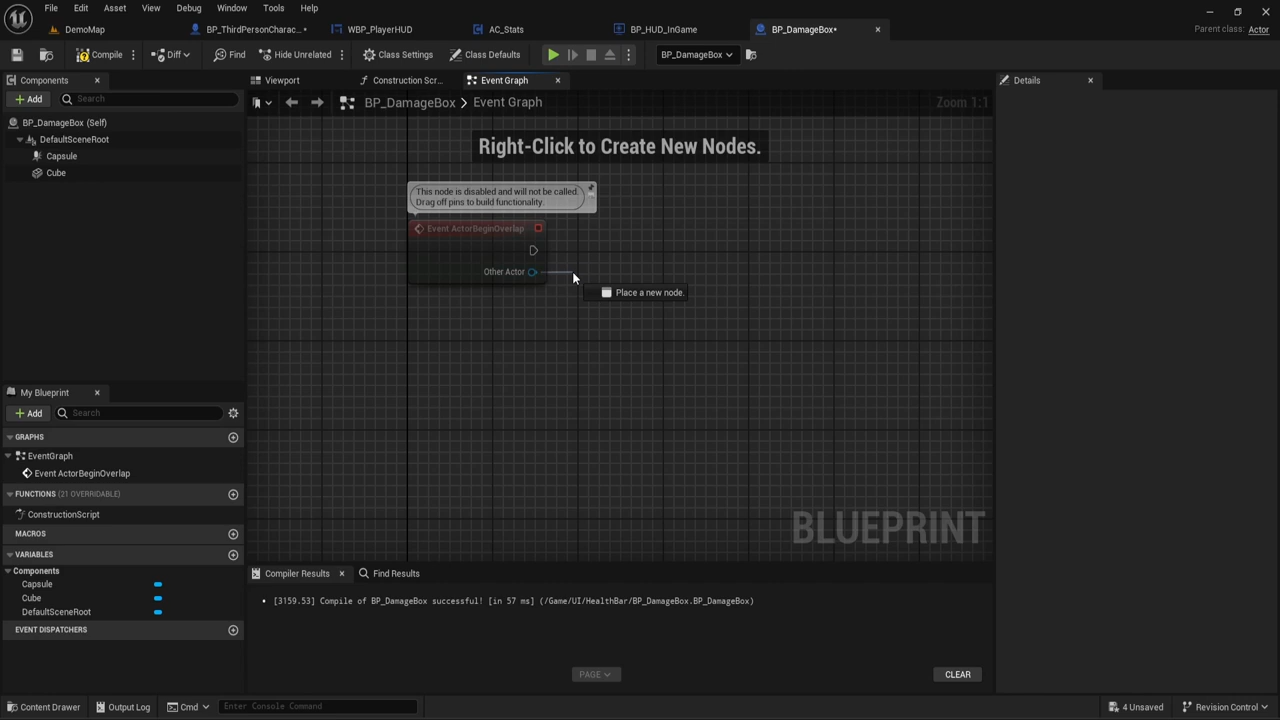 File Edit Asset View Debug Window Tools Help
DemoMap
BP_ThirdPersonCharac...•
WBP_PlayerHUD
AC_Stats
BP_HUD_InGame
BP_DamageBox•
Parent class: Actor
Compile
Diff
Find
Hide Unrelated
Class Settings
Class Defaults
BP_DamageBox
Components
Viewport
Construction Scr...
Event Graph
Details
+ Add
Search
BP_DamageBox > Event Graph
Zoom 1:1
BP_DamageBox (Self)
DefaultSceneRoot
Capsule
Cube
Right-Click to Create New Nodes.
This node is disabled and will not be called.
Drag off pins to build functionality.
Event ActorBeginOverlap
Other Actor
Place a new node.
My Blueprint
+ Add
Search
GRAPHS
EventGraph
Event ActorBeginOverlap
FUNCTIONS (21 OVERRIDABLE)
ConstructionScript
MACROS
VARIABLES
Components
Capsule
Cube
DefaultSceneRoot
EVENT DISPATCHERS
BLUEPRINT
Compiler Results
Find Results
• [3159.53] Compile of BP_DamageBox successful! [in 57 ms] (/Game/UI/HealthBar/BP_DamageBox.BP_DamageBox)
PAGE
CLEAR
Content Drawer
Output Log
Cmd
Enter Console Command
4 Unsaved
Revision Control